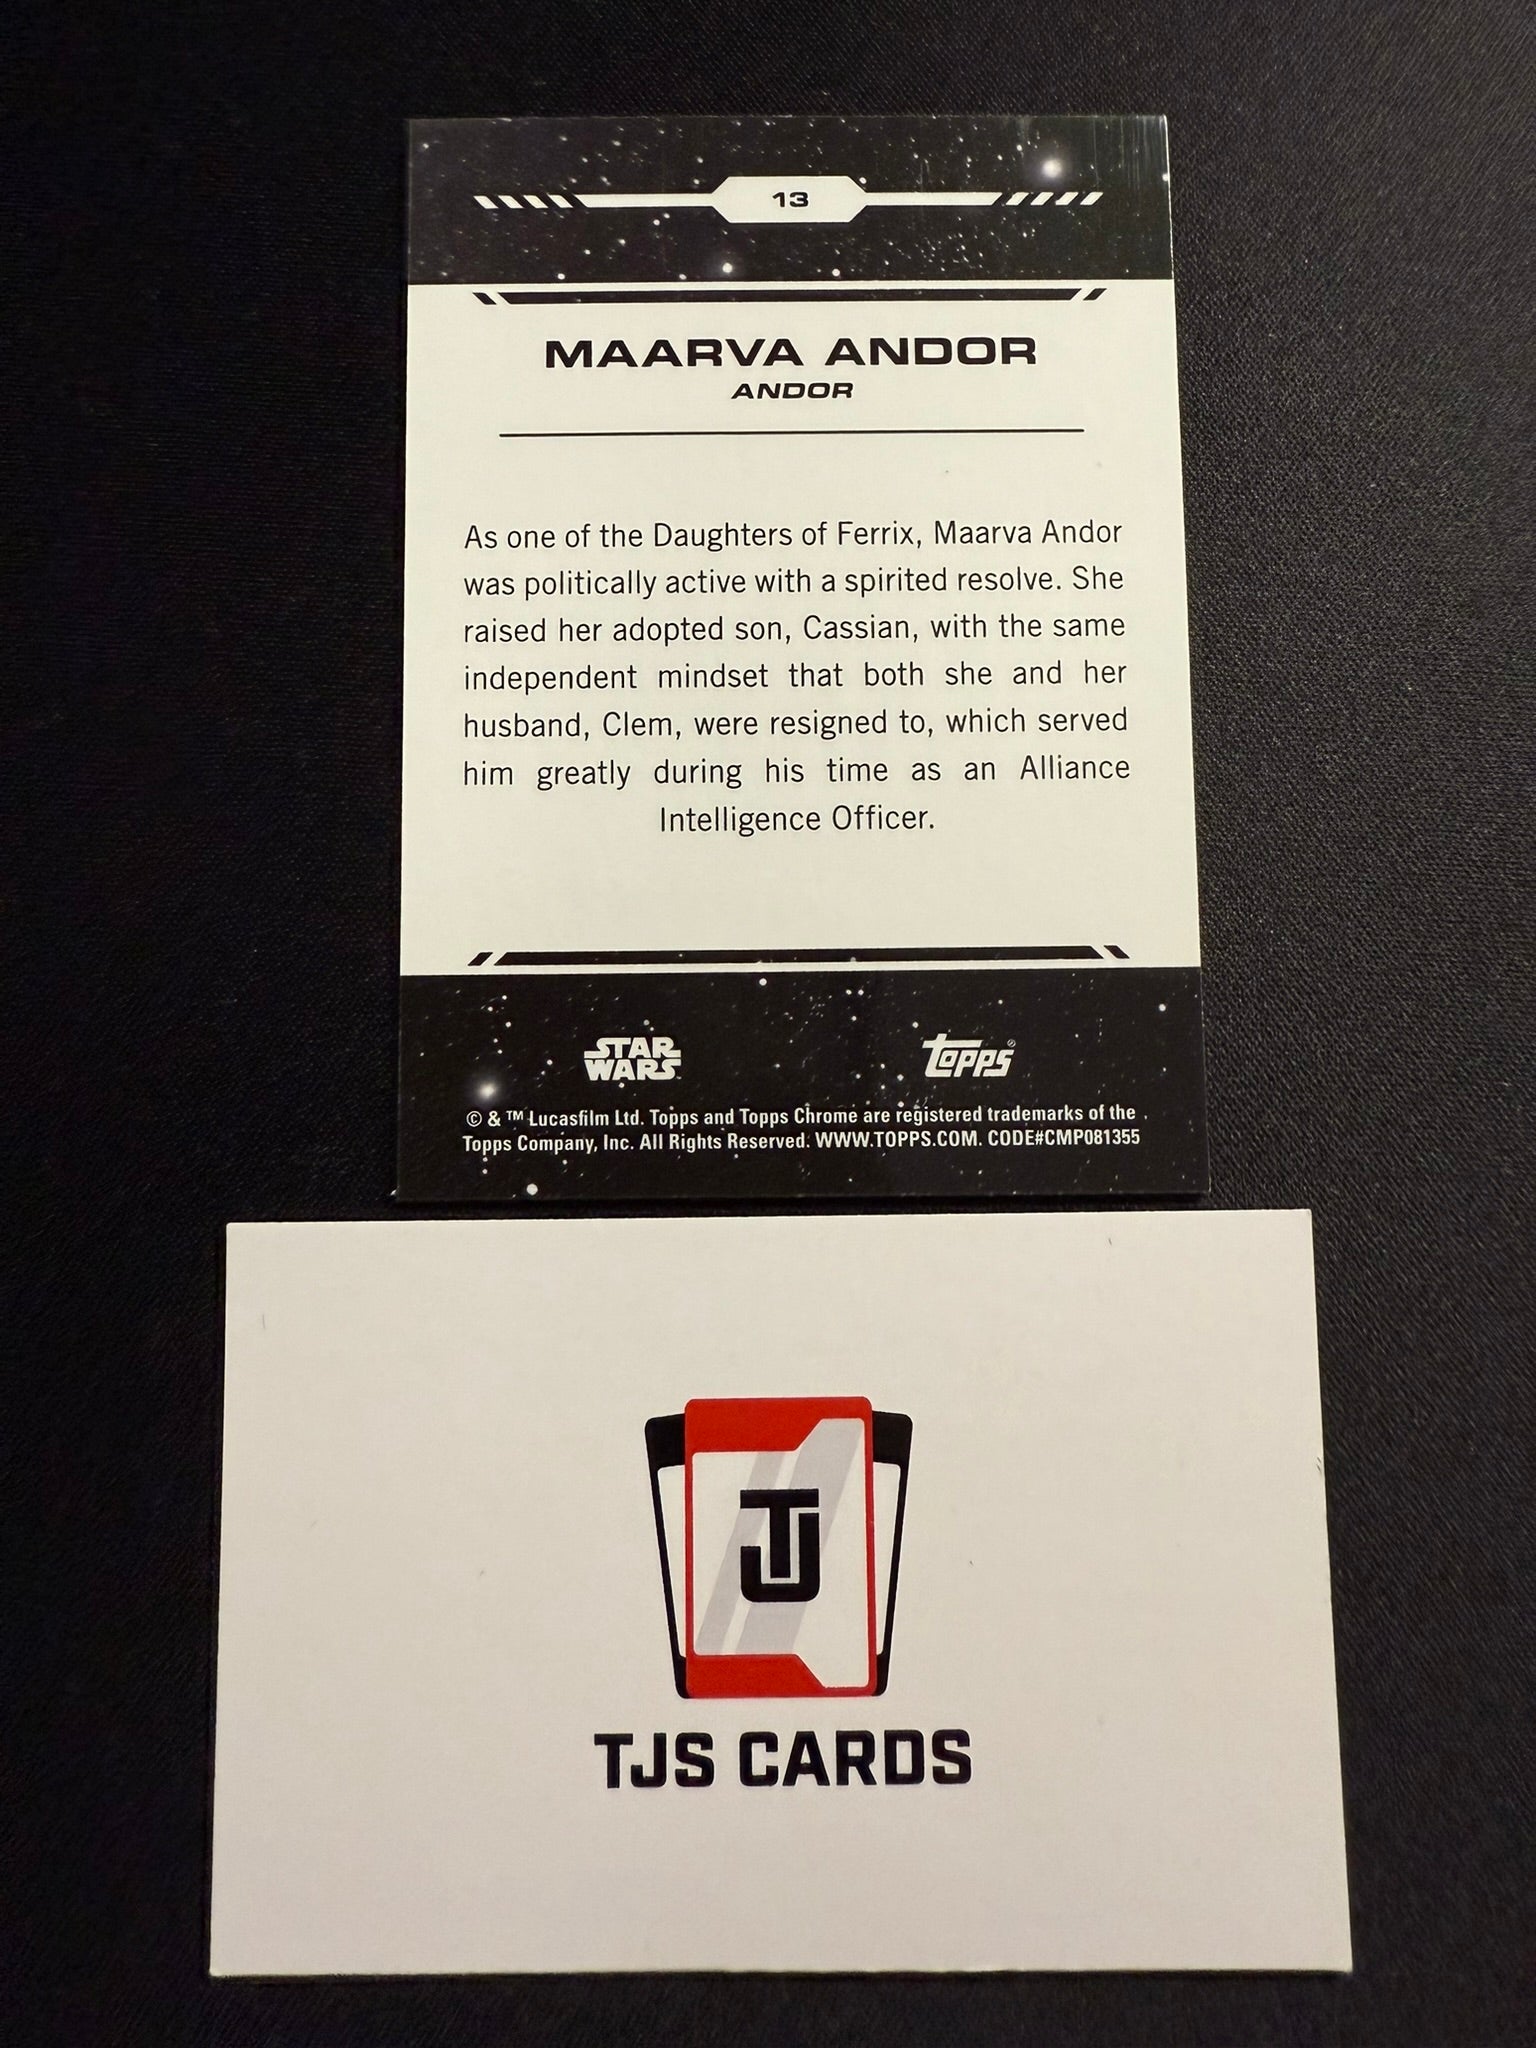 13
MAARVA ANDOR
ANDOR
As one of the Daughters of Ferrix, Maarva Andor
was politically active with a spirited resolve. She
raised her adopted son, Cassian, with the same
independent mindset that both she and her
husband, Clem, were resigned to, which served
him greatly during his time as an Alliance
Intelligence Officer.
STAR WARS
topps®
© & ™ Lucasfilm Ltd. Topps and Topps Chrome are registered trademarks of the
Topps Company, Inc. All Rights Reserved. WWW.TOPPS.COM. CODE#CMP081355
TJ
TJS CARDS